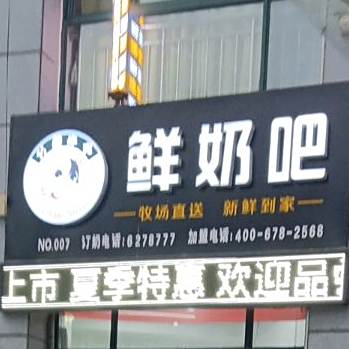 鲜奶吧
牧场直送 新鲜到家
NO.007 订奶电话:6278777 加盟电话:400-678-2568
上市 夏季特惠 欢迎品